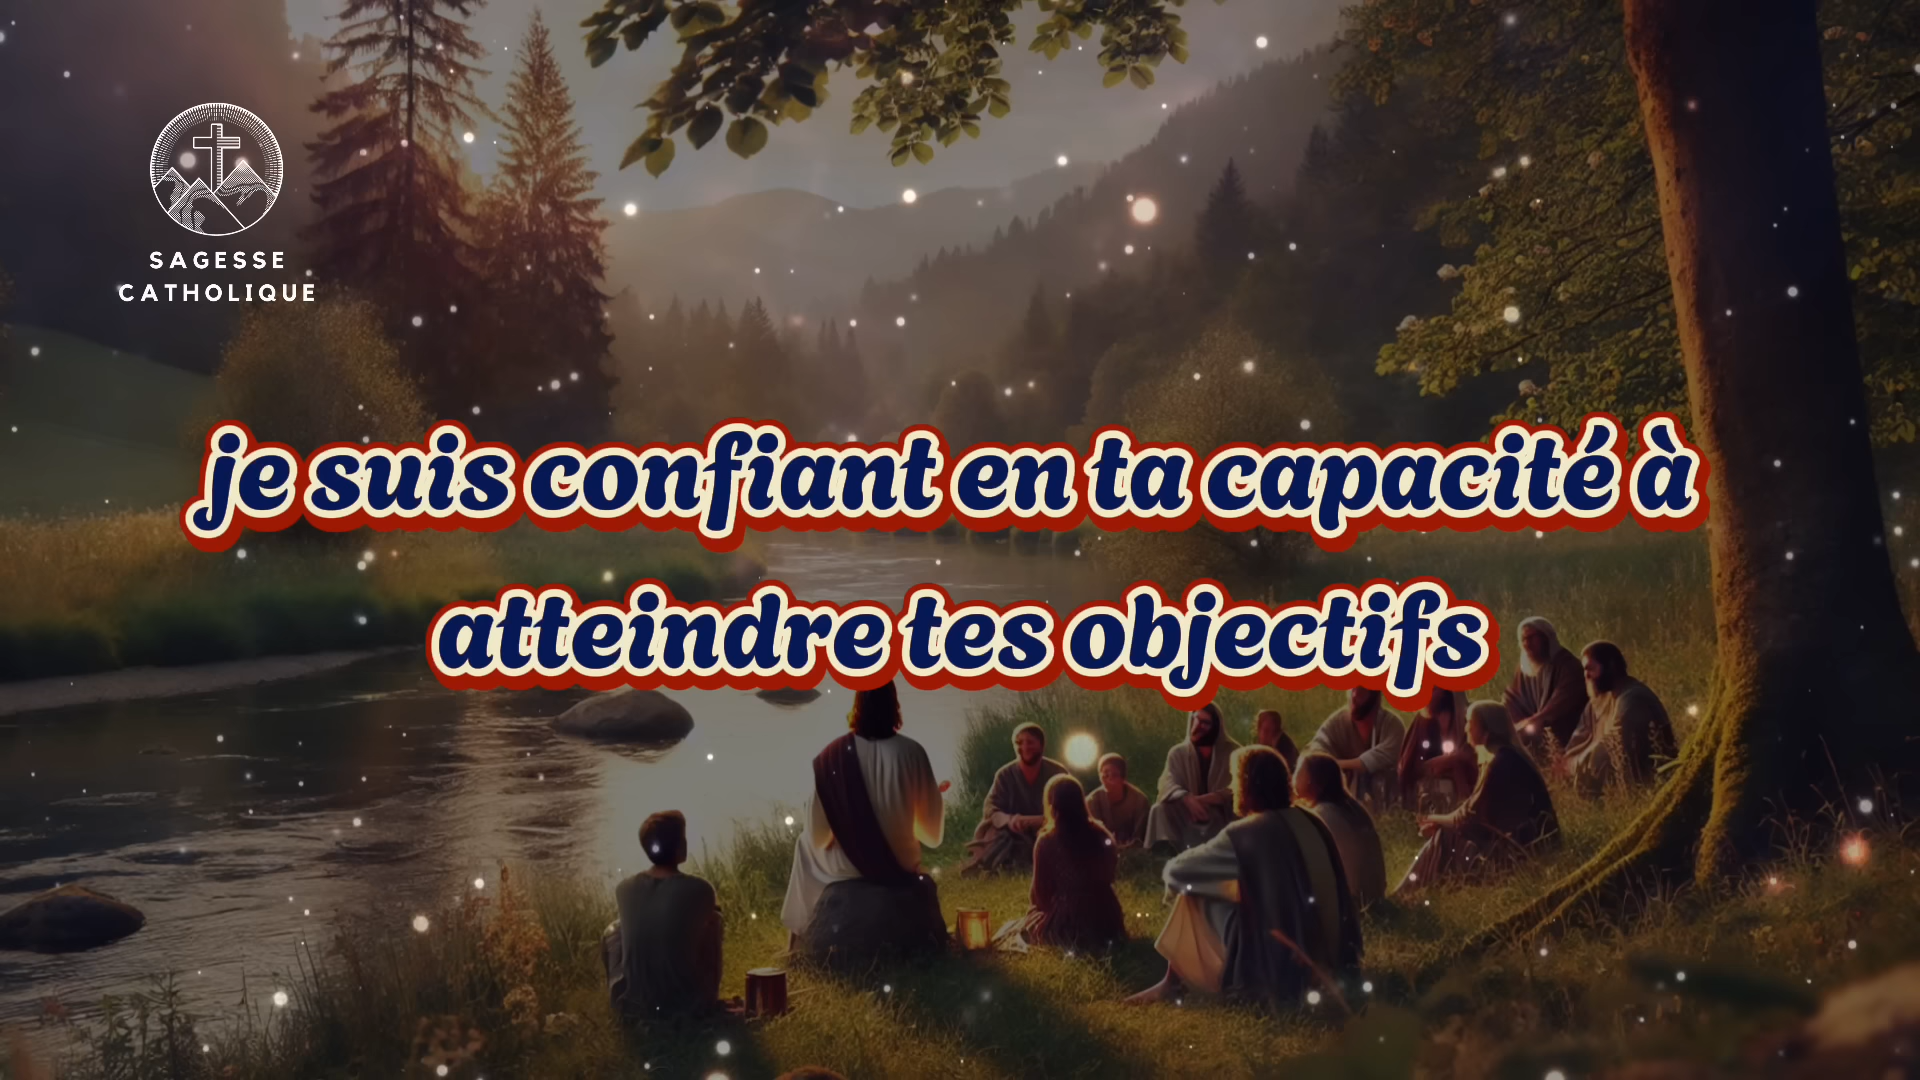 SAGESSE
CATHOLIQUE
je suis confiant en ta capacité à
atteindre tes objectifs